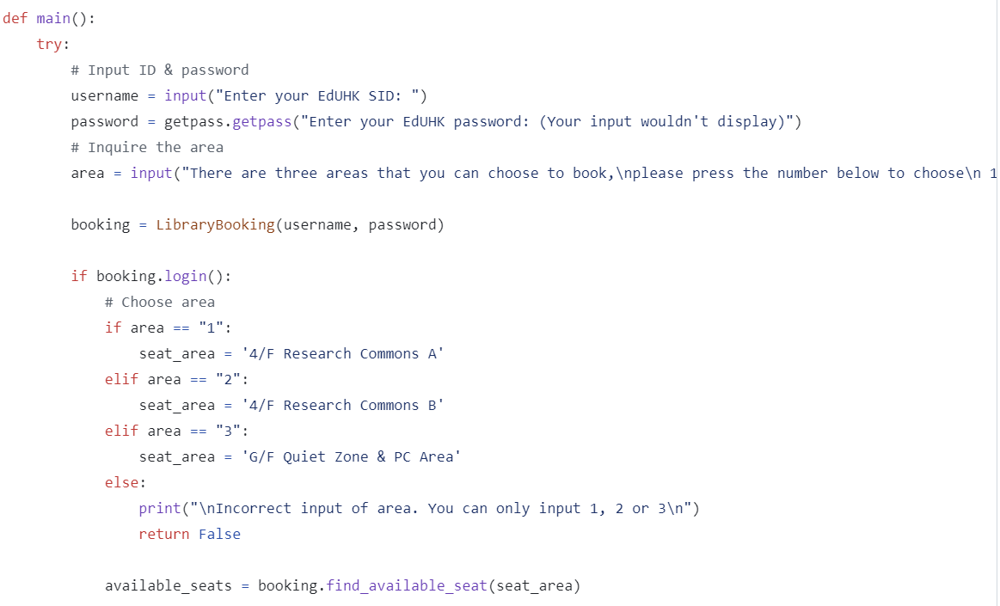 def main():
    try:
        # Input ID & password
        username = input("Enter your EdUHK SID: ")
        password = getpass.getpass("Enter your EdUHK password: (Your input wouldn't display)")
        # Inquire the area
        area = input("There are three areas that you can choose to book,\nplease press the number below to choose\n 1
        booking = LibraryBooking(username, password)
        if booking.login():
            # Choose area
            if area == "1":
                seat_area = '4/F Research Commons A'
            elif area == "2":
                seat_area = '4/F Research Commons B'
            elif area == "3":
                seat_area = 'G/F Quiet Zone & PC Area'
            else:
                print("\nIncorrect input of area. You can only input 1, 2 or 3\n")
                return False
            available_seats = booking.find_available_seat(seat_area)